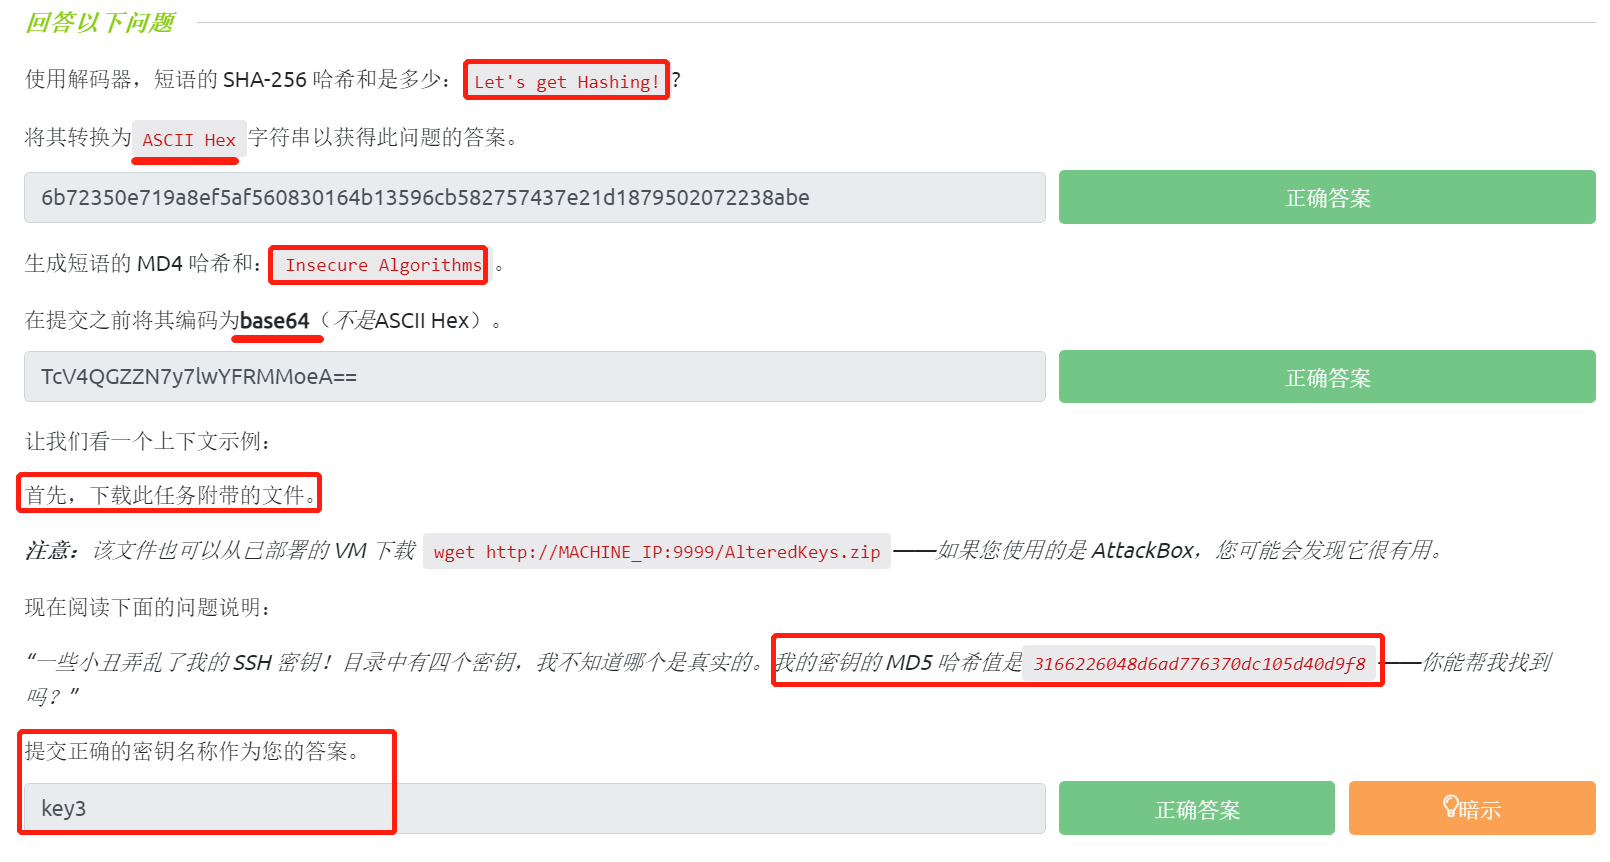 回答以下问题
使用解码器，短语的 SHA-256 哈希和是多少： Let's get Hashing! ?
将其转换为 ASCII Hex 字符串以获得此问题的答案。
6b72350e719a8ef5af560830164b13596cb582757437e21d1879502072238abe 正确答案
生成短语的 MD4 哈希和： Insecure Algorithms 。
在提交之前将其编码为base64（不是ASCII Hex）。
TcV4QGZZN7y7lwYFRMMoeA== 正确答案
让我们看一个上下文示例：
首先，下载此任务附带的文件。
注意：该文件也可以从已部署的 VM 下载 wget http://MACHINE_IP:9999/AlteredKeys.zip ——如果您使用的是 AttackBox，您可能会发现它很有用。
现在阅读下面的问题说明：
“一些小丑弄乱了我的 SSH 密钥！目录中有四个密钥，我不知道哪个是真实的。我的密钥的 MD5 哈希值是 3166226048d6ad776370dc105d40d9f8 ——你能帮我找到
吗？”
提交正确的密钥名称作为您的答案。
key3 正确答案 暗示